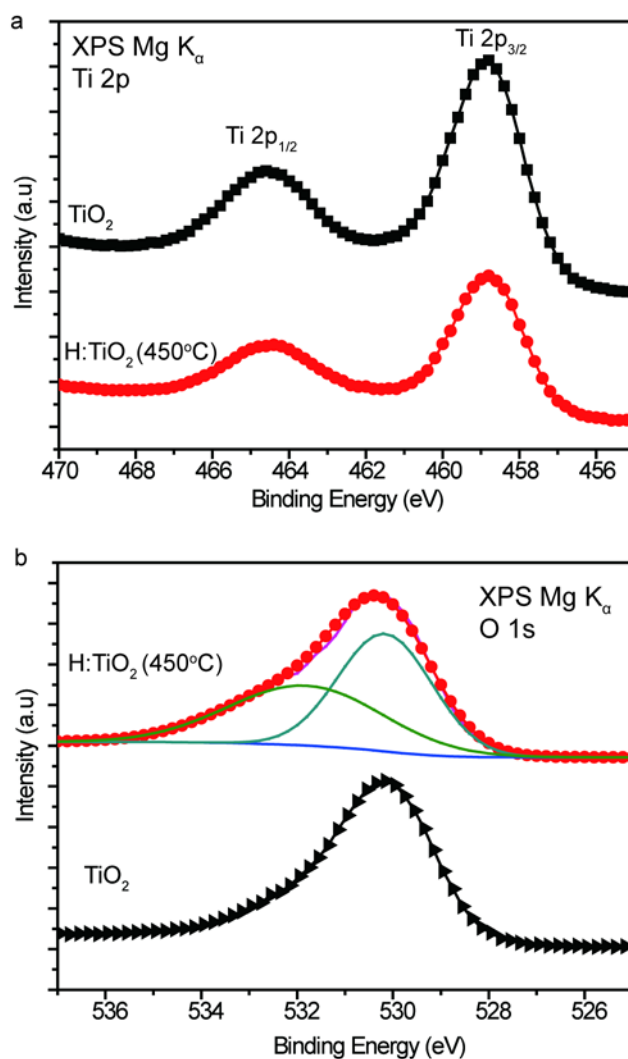 a
XPS Mg Kα
Ti 2p
Ti 2p3/2
Ti 2p1/2
TiO2
H:TiO2 (450oC)
Intensity (a.u)
470 468 466 464 462 460 458 456
Binding Energy (eV)
b
XPS Mg Kα
O 1s
H:TiO2 (450oC)
TiO2
Intensity (a.u)
536 534 532 530 528 526
Binding Energy (eV)